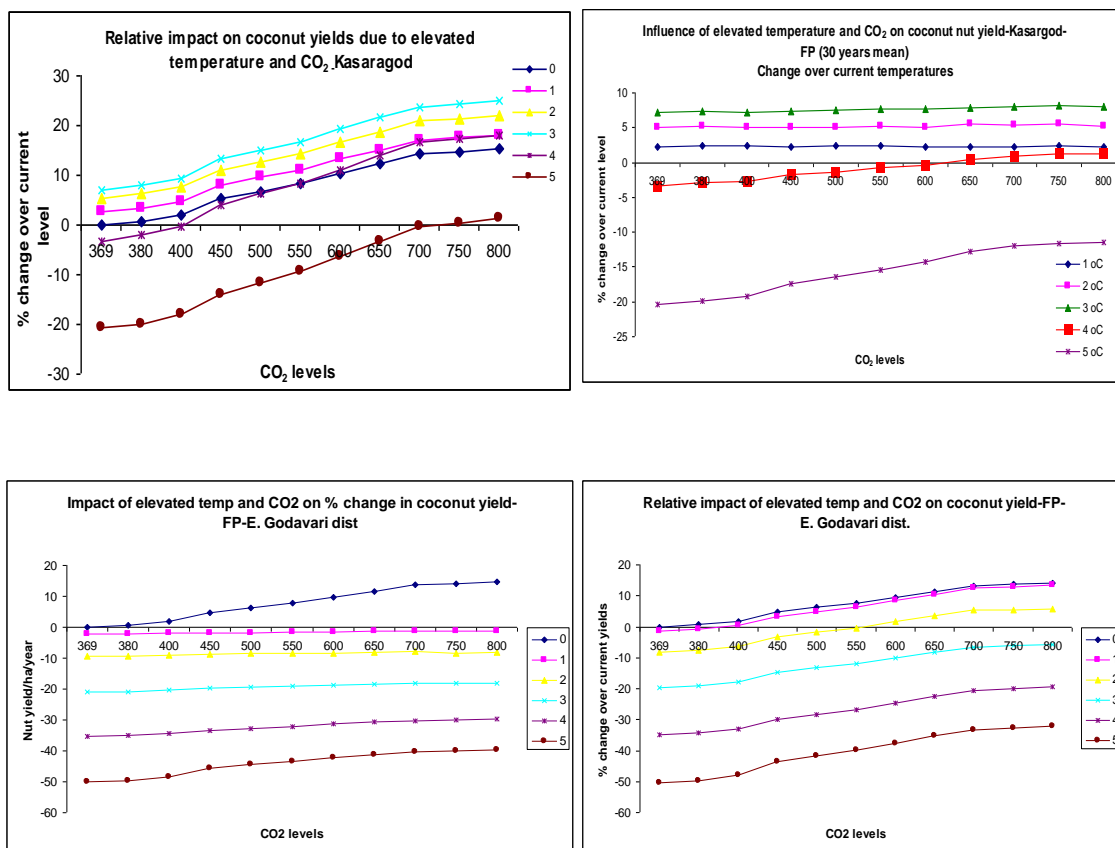 Relative impact on coconut yields due to elevated
temperature and CO2 -Kasaragod
% change over current
level
30
20
10
0
-10
-20
-30
369 380 400 450 500 550 600 650 700 750 800
CO2 levels
0
1
2
3
4
5
Influence of elevated temperature and CO2 on coconut nut yield-Kasargod-
FP (30 years mean)
Change over current temperatures
% change over current level
10
5
0
-5
-10
-15
-20
-25
369 380 400 450 500 550 600 650 700 750 800
CO2 levels
1 oC
2 oC
3 oC
4 oC
5 oC
Impact of elevated temp and CO2 on % change in coconut yield-
FP-E. Godavari dist
Nut yield/ha/year
20
10
0
-10
-20
-30
-40
-50
-60
369 380 400 450 500 550 600 650 700 750 800
CO2 levels
0
1
2
3
4
5
Relative impact of elevated temp and CO2 on coconut yield-FP-
E. Godavari dist.
% change over current yields
20
10
0
-10
-20
-30
-40
-50
-60
369 380 400 450 500 550 600 650 700 750 800
CO2 levels
0
1
2
3
4
5